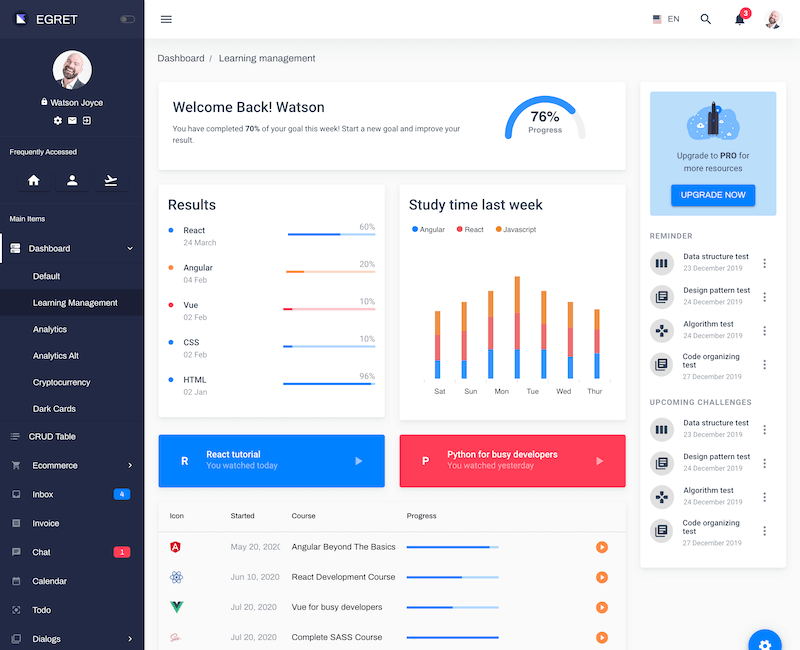 EGRET
EN
3
Watson Joyce
Frequently Accessed
Main Items
Dashboard
Default
Learning Management
Analytics
Analytics Alt
Cryptocurrency
Dark Cards
CRUD Table
Ecommerce
Inbox
4
Invoice
Chat
1
Calendar
Todo
Dialogs
Dashboard / Learning management
Welcome Back! Watson
You have completed 70% of your goal this week! Start a new goal and improve your
result.
76%
Progress
Results
React
60%
24 March
Angular
20%
04 Feb
Vue
10%
02 Feb
CSS
10%
02 Feb
HTML
96%
02 Jan
Study time last week
Angular React Javascript
Sat Sun Mon Tue Wed Thur
R
React tutorial
You watched today
P
Python for busy developers
You watched yesterday
Icon Started Course Progress
May 20, 2020 Angular Beyond The Basics
Jun 10, 2020 React Development Course
Jul 20, 2020 Vue for busy developers
Jul 20, 2020 Complete SASS Course
Upgrade to PRO for
more resources
UPGRADE NOW
REMINDER
Data structure test
23 December 2019
Design pattern test
24 December 2019
Algorithm test
24 December 2019
Code organizing
test
27 December 2019
UPCOMING CHALLENGES
Data structure test
23 December 2019
Design pattern test
24 December 2019
Algorithm test
24 December 2019
Code organizing
test
27 December 2019